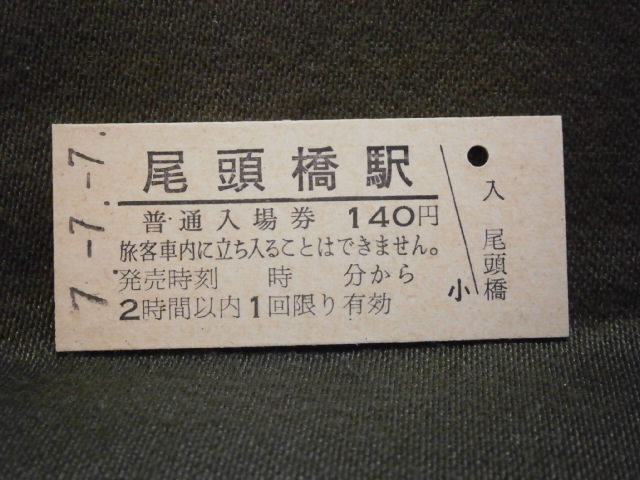 7.-7.-7.
尾頭橋駅
普通入場券 140円
旅客車内に立ち入ることはできません。
発売時刻 時 分から
2時間以内1回限り有効
入 尾頭橋
小